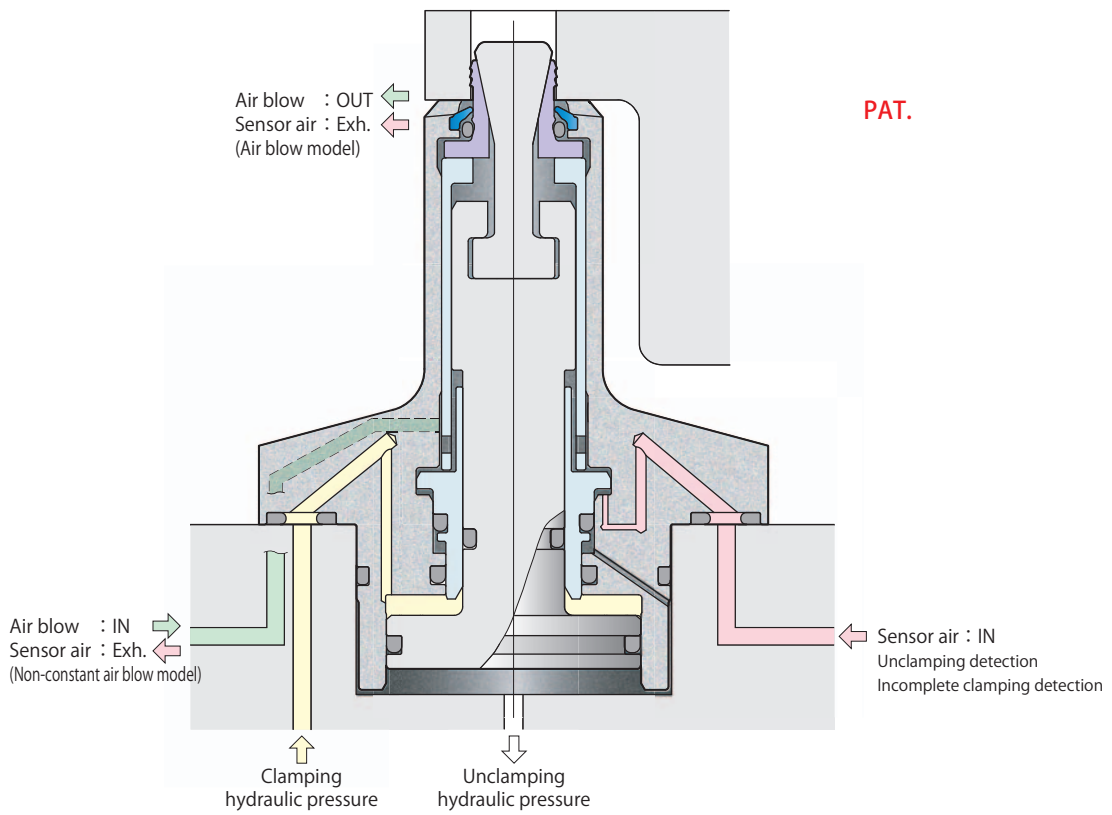 Air blow : OUT
Sensor air : Exh.
(Air blow model)
PAT.
Air blow : IN
Sensor air : Exh.
(Non-constant air blow model)
Sensor air : IN
Unclamping detection
Incomplete clamping detection
Clamping
hydraulic pressure
Unclamping
hydraulic pressure